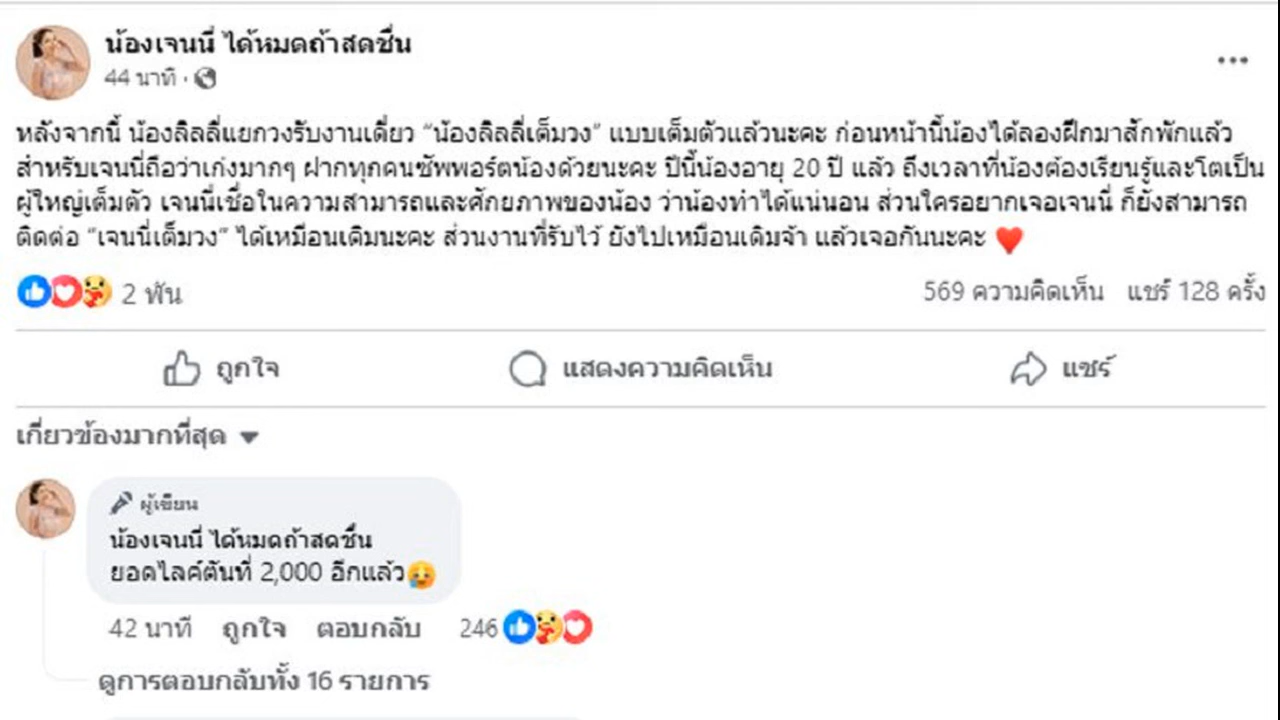 น้องเจนนี่ ได้หมดถ้าสดชื่น
44 นาที ·
หลังจากนี้ น้องลิลลี่แยกวงรับงานเดี่ยว “น้องลิลลี่เต็มวง” แบบเต็มตัวแล้วนะคะ ก่อนหน้านี้น้องได้ลองฝึกมาสักพักแล้ว
สำหรับเจนนี่ถือว่าเก่งมากๆ ฝากทุกคนซัพพอร์ตน้องด้วยนะคะ ปีนี้น้องอายุ 20 ปี แล้ว ถึงเวลาที่น้องต้องเรียนรู้และโตเป็น
ผู้ใหญ่เต็มตัว เจนนี่เชื่อในความสามารถและศักยภาพของน้อง ว่าน้องทำได้แน่นอน ส่วนใครอยากเจอเจนนี่ ก็ยังสามารถ
ติดต่อ “เจนนี่เต็มวง” ได้เหมือนเดิมนะคะ ส่วนงานที่รับไว้ ยังไปเหมือนเดิมจ้า แล้วเจอกันนะคะ ❤️
2 พัน
569 ความคิดเห็น แชร์ 128 ครั้ง
ถูกใจ แสดงความคิดเห็น แชร์
เกี่ยวข้องมากที่สุด
ผู้เขียน
น้องเจนนี่ ได้หมดถ้าสดชื่น
ยอดไลค์ตันที่ 2,000 อีกแล้ว🥲
42 นาที ถูกใจ ตอบกลับ 246
ดูการตอบกลับทั้ง 16 รายการ